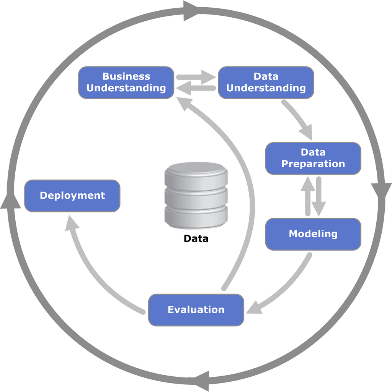 Business
Understanding
Data
Understanding
Data
Preparation
Modeling
Evaluation
Deployment
Data